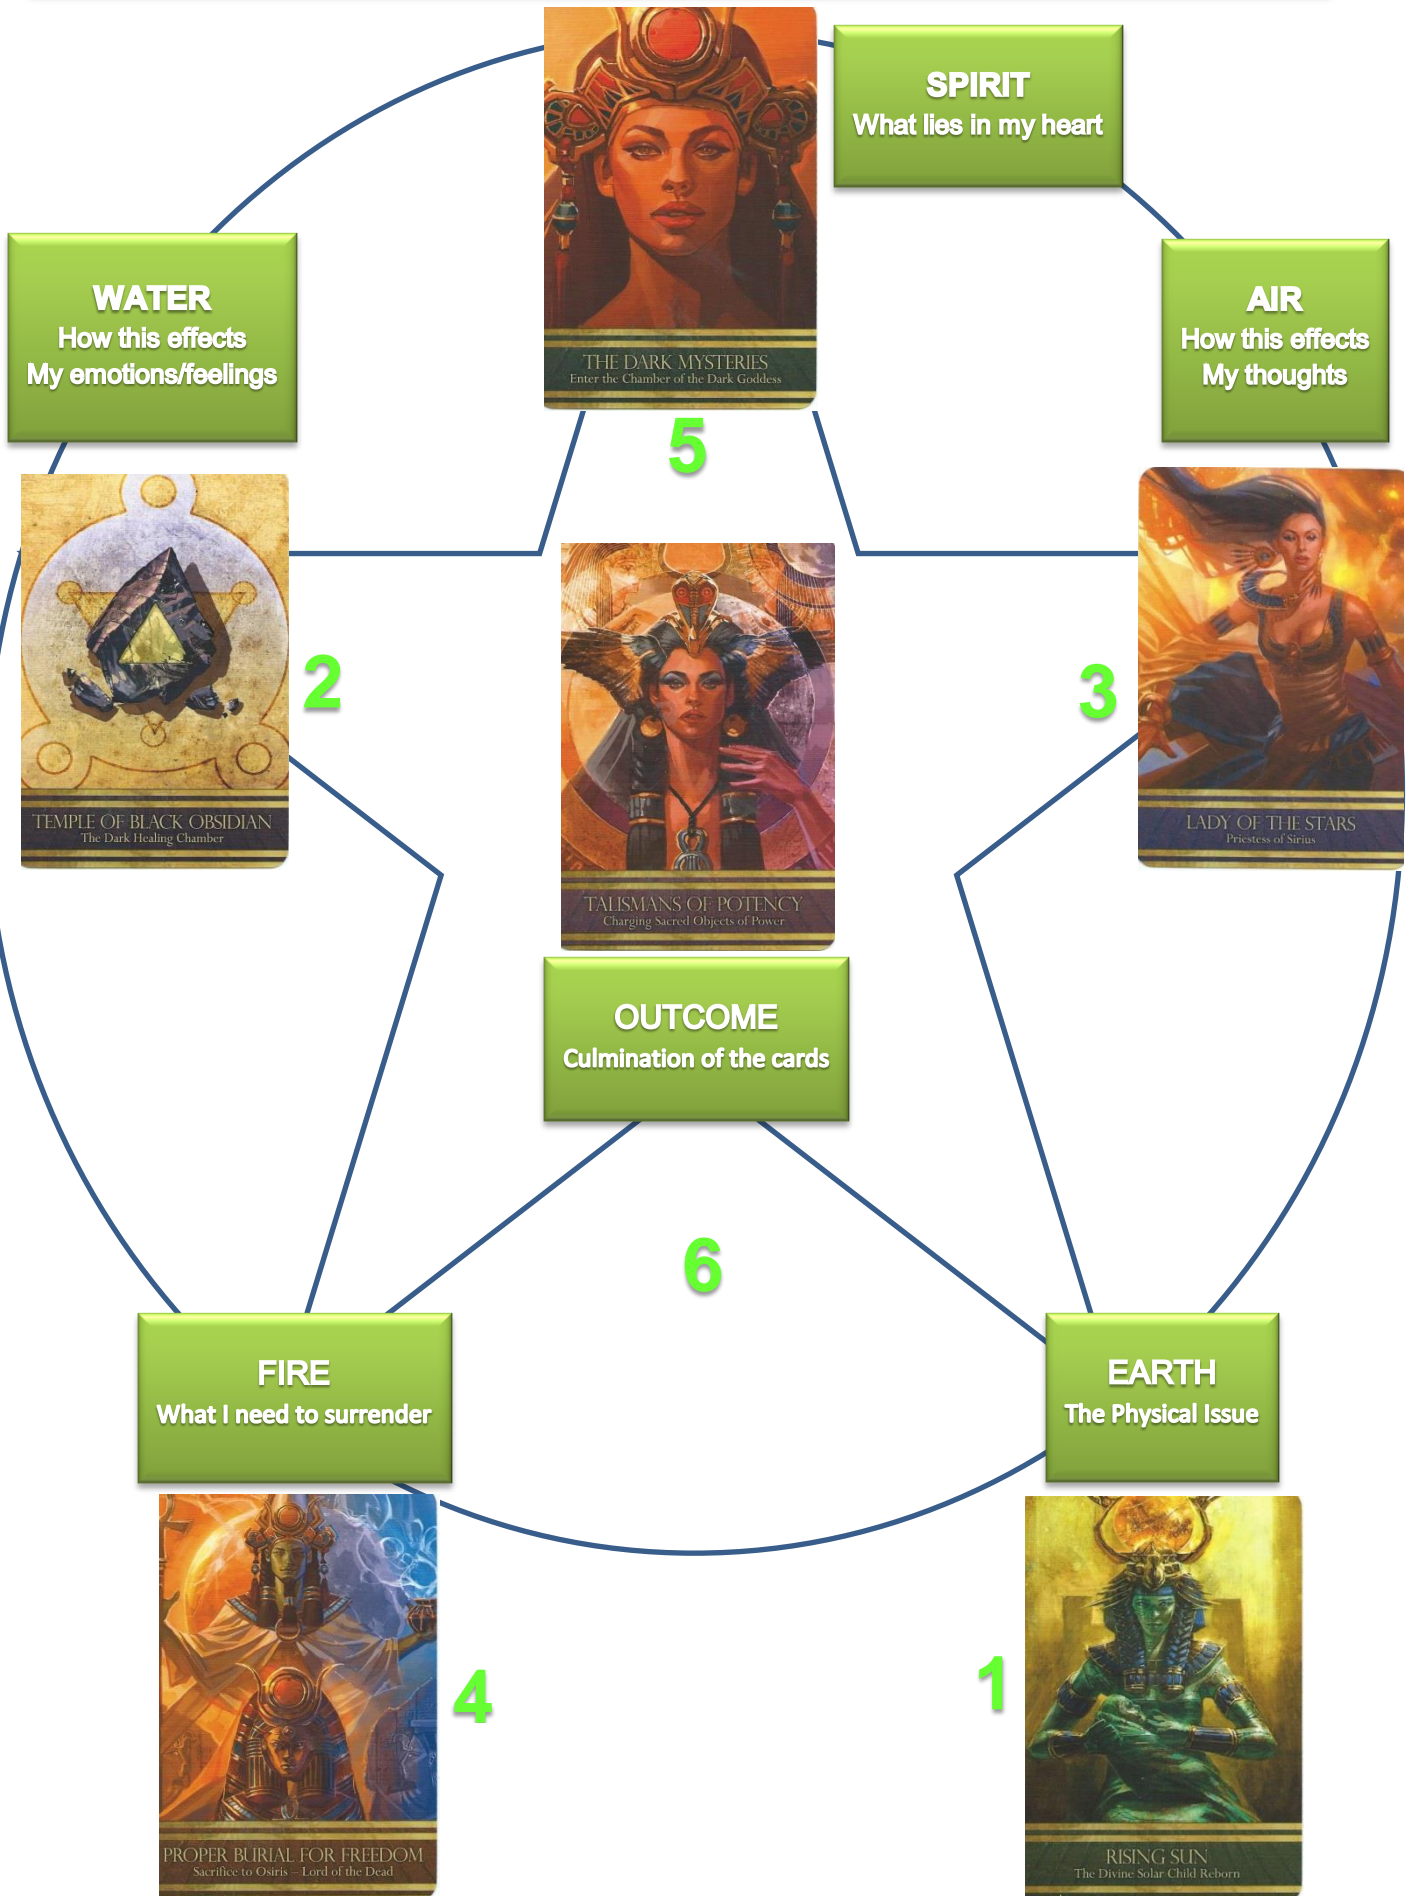 SPIRIT
What lies in my heart
WATER
How this effects
My emotions/feelings
AIR
How this effects
My thoughts
THE DARK MYSTERIES
Enter the Chamber of the Dark Goddess
5
2
3
TEMPLE OF BLACK OBSIDIAN
The Dark Healing Chamber
LADY OF THE STARS
Priestess of Sirius
TALISMANS OF POTENCY
Charging Sacred Objects of Power
OUTCOME
Culmination of the cards
6
FIRE
What I need to surrender
EARTH
The Physical Issue
4
1
PROPER BURIAL FOR FREEDOM
Sacrifice to Osiris – Lord of the Dead
RISING SUN
The Divine Solar Child Reborn